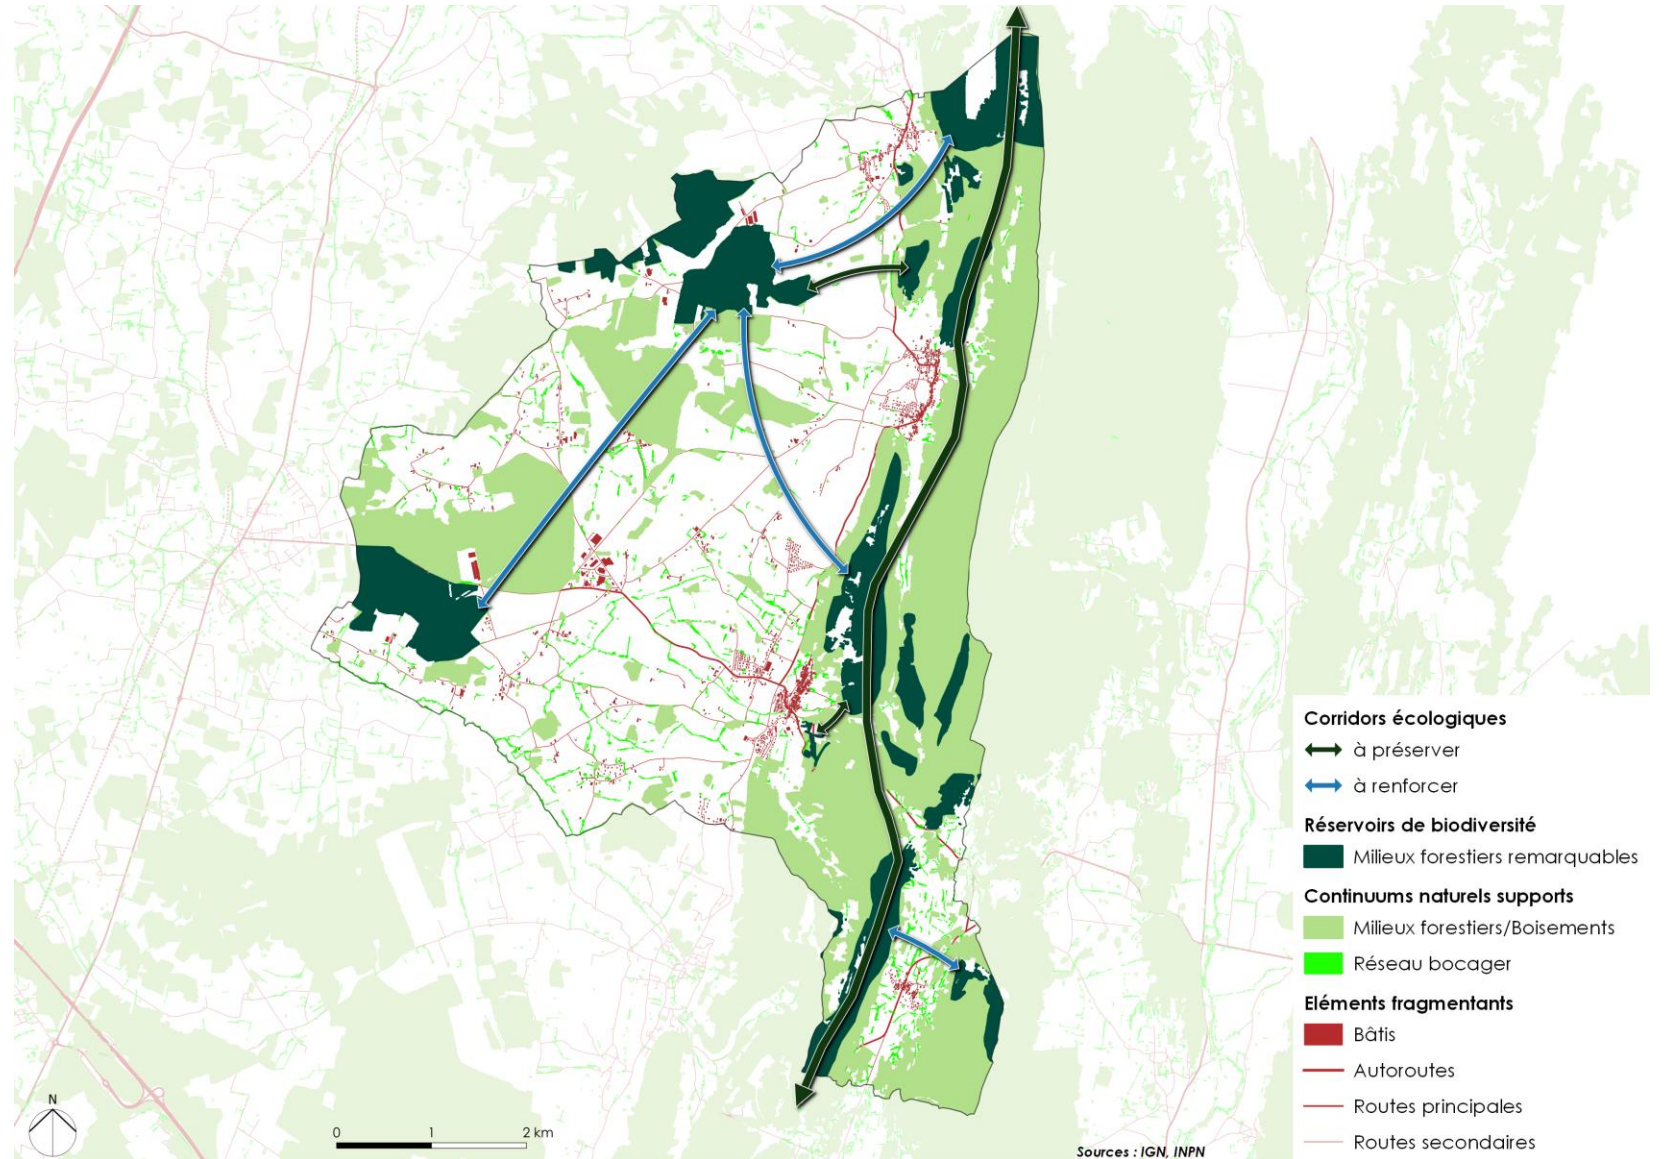 Corridors écologiques
à préserver
à renforcer
Réservoirs de biodiversité
Milieux forestiers remarquables
Continuums naturels supports
Milieux forestiers/Boisements
Réseau bocager
Eléments fragmentants
Bâtis
Autoroutes
Routes principales
Routes secondaires
N
0 1 2 km
Sources : IGN, INPN